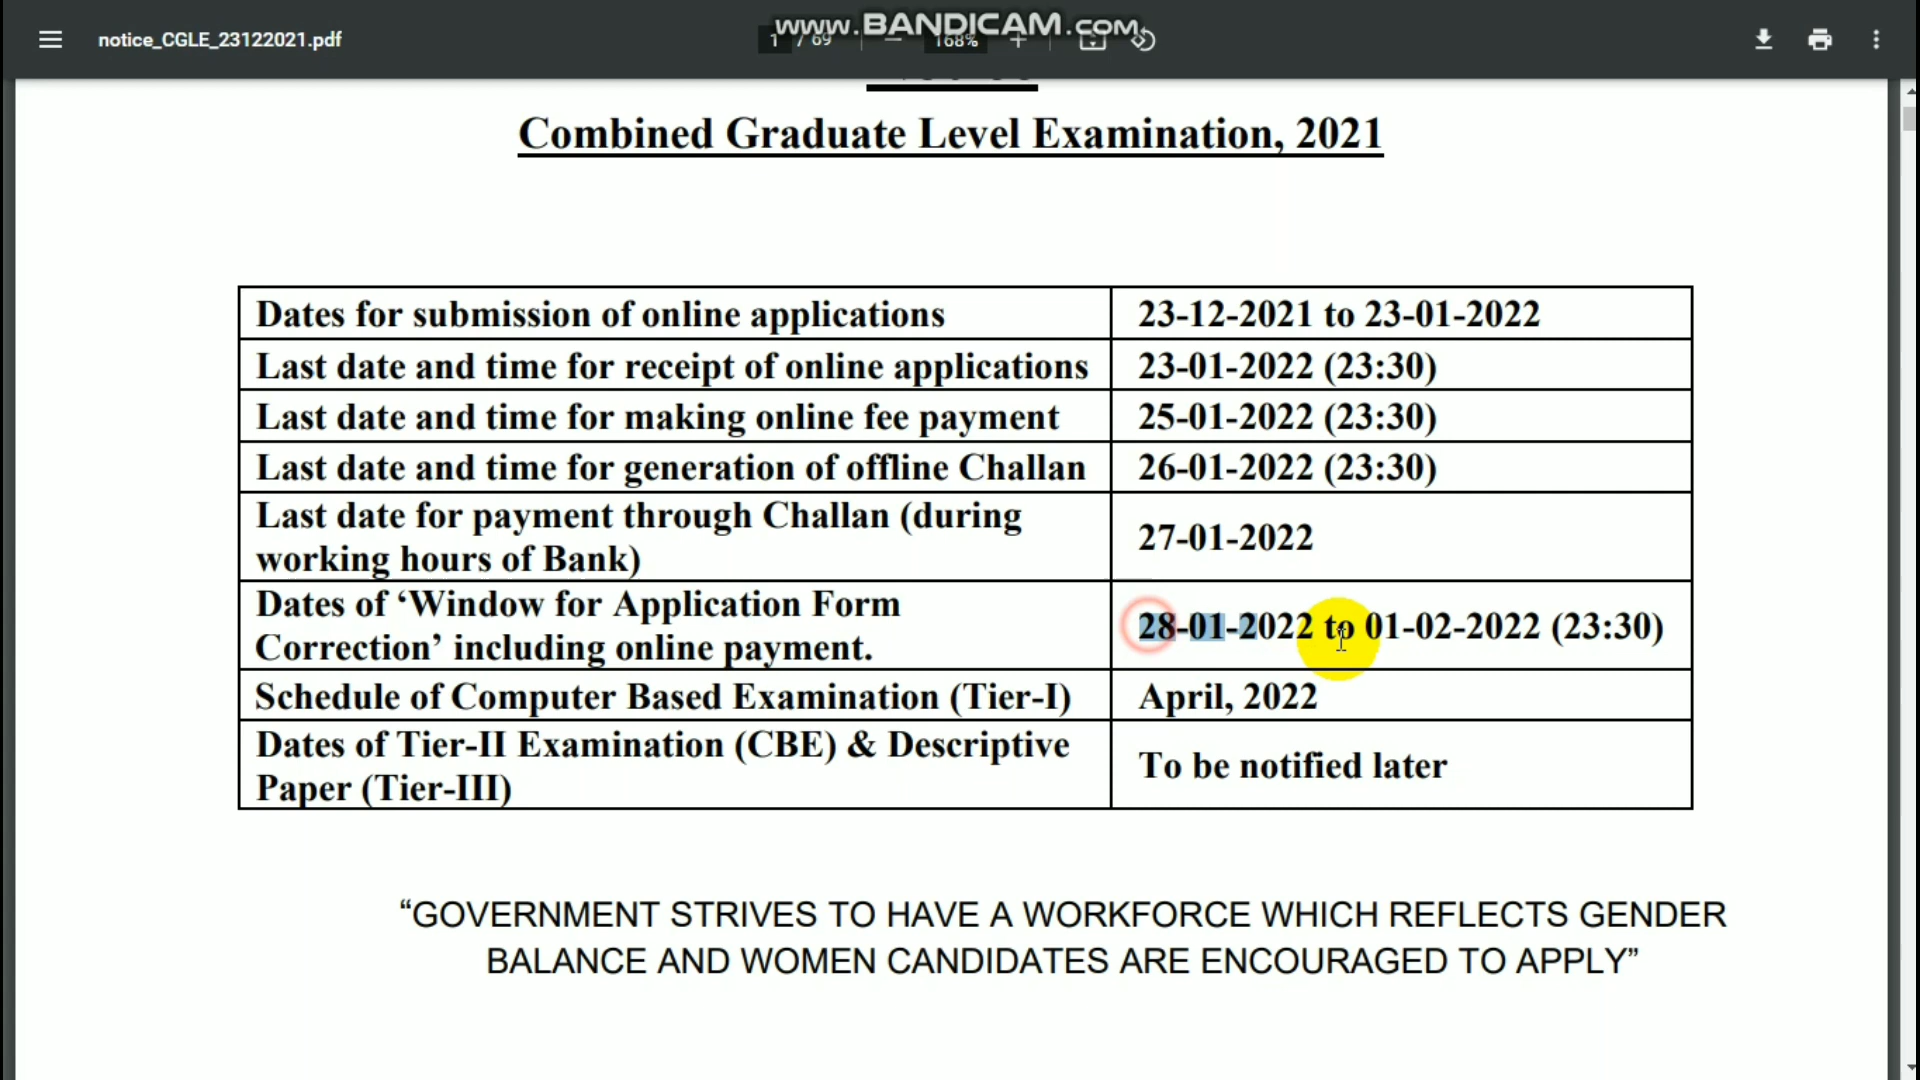 www.BANDICAM.com
notice_CGLE_23122021.pdf
1 / 69
168%
Combined Graduate Level Examination, 2021
Dates for submission of online applications 23-12-2021 to 23-01-2022
Last date and time for receipt of online applications 23-01-2022 (23:30)
Last date and time for making online fee payment 25-01-2022 (23:30)
Last date and time for generation of offline Challan 26-01-2022 (23:30)
Last date for payment through Challan (during
working hours of Bank) 27-01-2022
Dates of ‘Window for Application Form
Correction’ including online payment. 28-01-2022 to 01-02-2022 (23:30)
Schedule of Computer Based Examination (Tier-I) April, 2022
Dates of Tier-II Examination (CBE) & Descriptive
Paper (Tier-III) To be notified later
“GOVERNMENT STRIVES TO HAVE A WORKFORCE WHICH REFLECTS GENDER
BALANCE AND WOMEN CANDIDATES ARE ENCOURAGED TO APPLY”